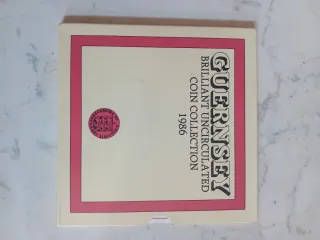 GUERNSEY
BRILLIANT UNCIRCULATED
COIN COLLECTION
1986